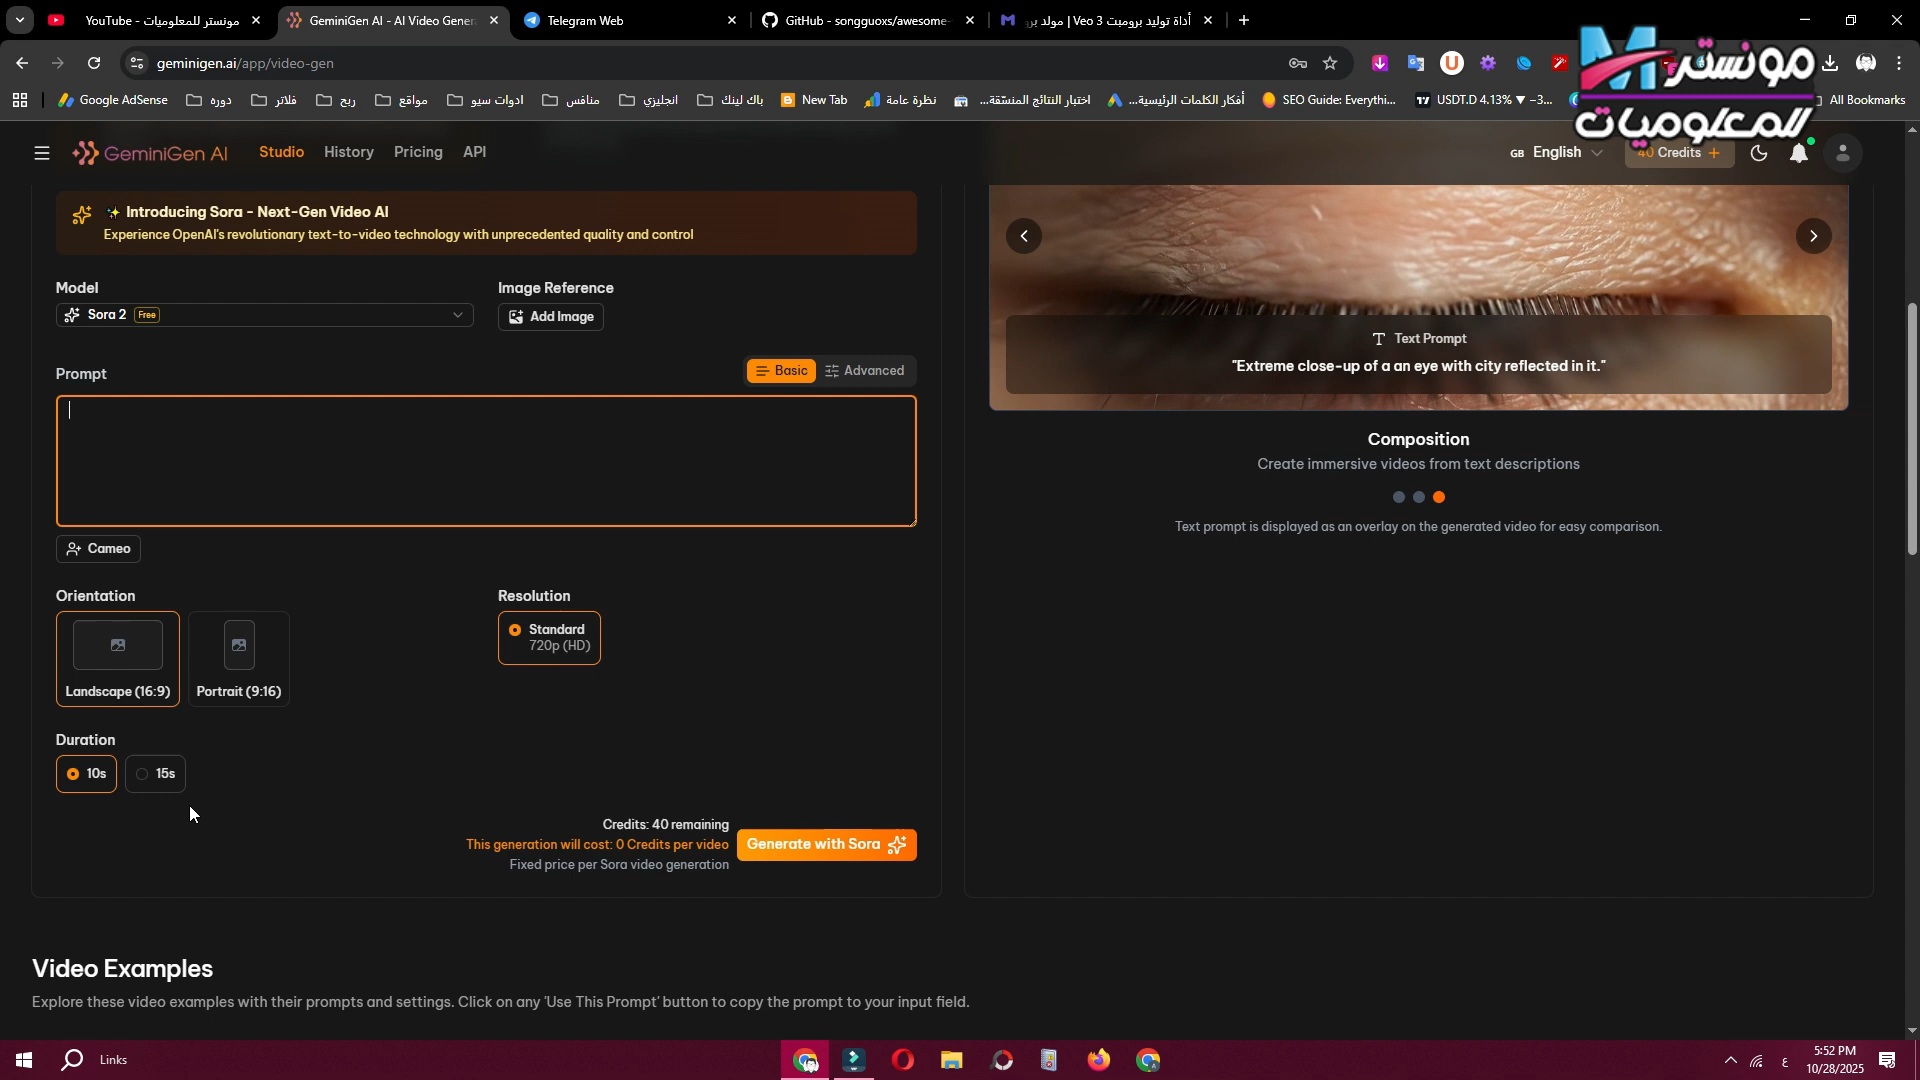 YouTube - مونستر للمعلوميات
GeminiGen AI - AI Video Gener
Telegram Web
GitHub - songguoxs/awesome-
أداة توليد برومبت Veo 3 | مولد برو
geminigen.ai/app/video-gen
مونستر
للمعلوميات
Google AdSense
دوره
فلاتر
ربح
مواقع
ادوات سيو
منافس
انجليزي
باك لينك
New Tab
نظرة عامة
اختبار النتائج المنسّقة...
أفكار الكلمات الرئيسية...
SEO Guide: Everythi...
USDT.D 4.13% ▼ −3...
All Bookmarks
GeminiGen AI
Studio
History
Pricing
API
GB English
40 Credits +
✨ Introducing Sora - Next-Gen Video AI
Experience OpenAI's revolutionary text-to-video technology with unprecedented quality and control
Model
Image Reference
Sora 2 Free
Add Image
Prompt
Basic
Advanced
Cameo
Orientation
Resolution
Standard
720p (HD)
Landscape (16:9)
Portrait (9:16)
Duration
10s
15s
Credits: 40 remaining
This generation will cost: 0 Credits per video
Fixed price per Sora video generation
Generate with Sora
Text Prompt
"Extreme close-up of a an eye with city reflected in it."
Composition
Create immersive videos from text descriptions
Text prompt is displayed as an overlay on the generated video for easy comparison.
Video Examples
Explore these video examples with their prompts and settings. Click on any 'Use This Prompt' button to copy the prompt to your input field.
Links
ع
5:52 PM
10/28/2025